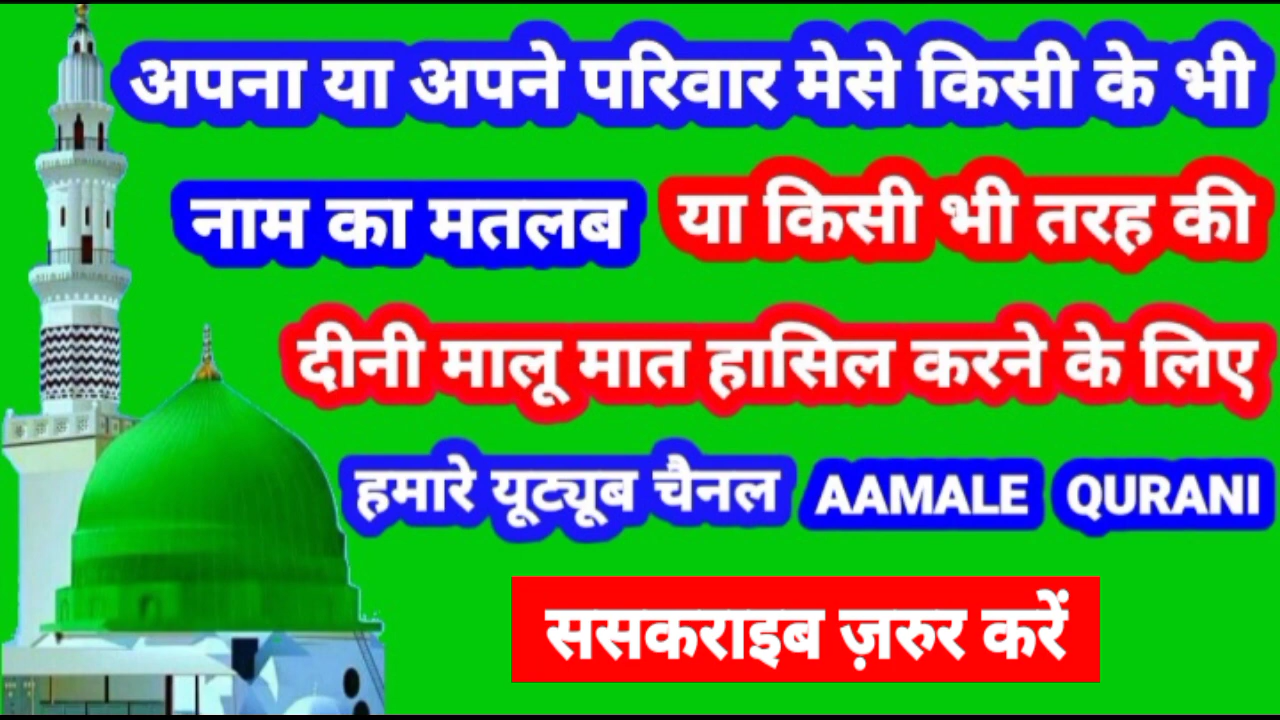 अपना या अपने परिवार मेसे किसी के भी
नाम का मतलब या किसी भी तरह की
दीनी मालू मात हासिल करने के लिए
हमारे यूट्यूब चैनल AAMALE QURANI
ससकराइब ज़रुर करें